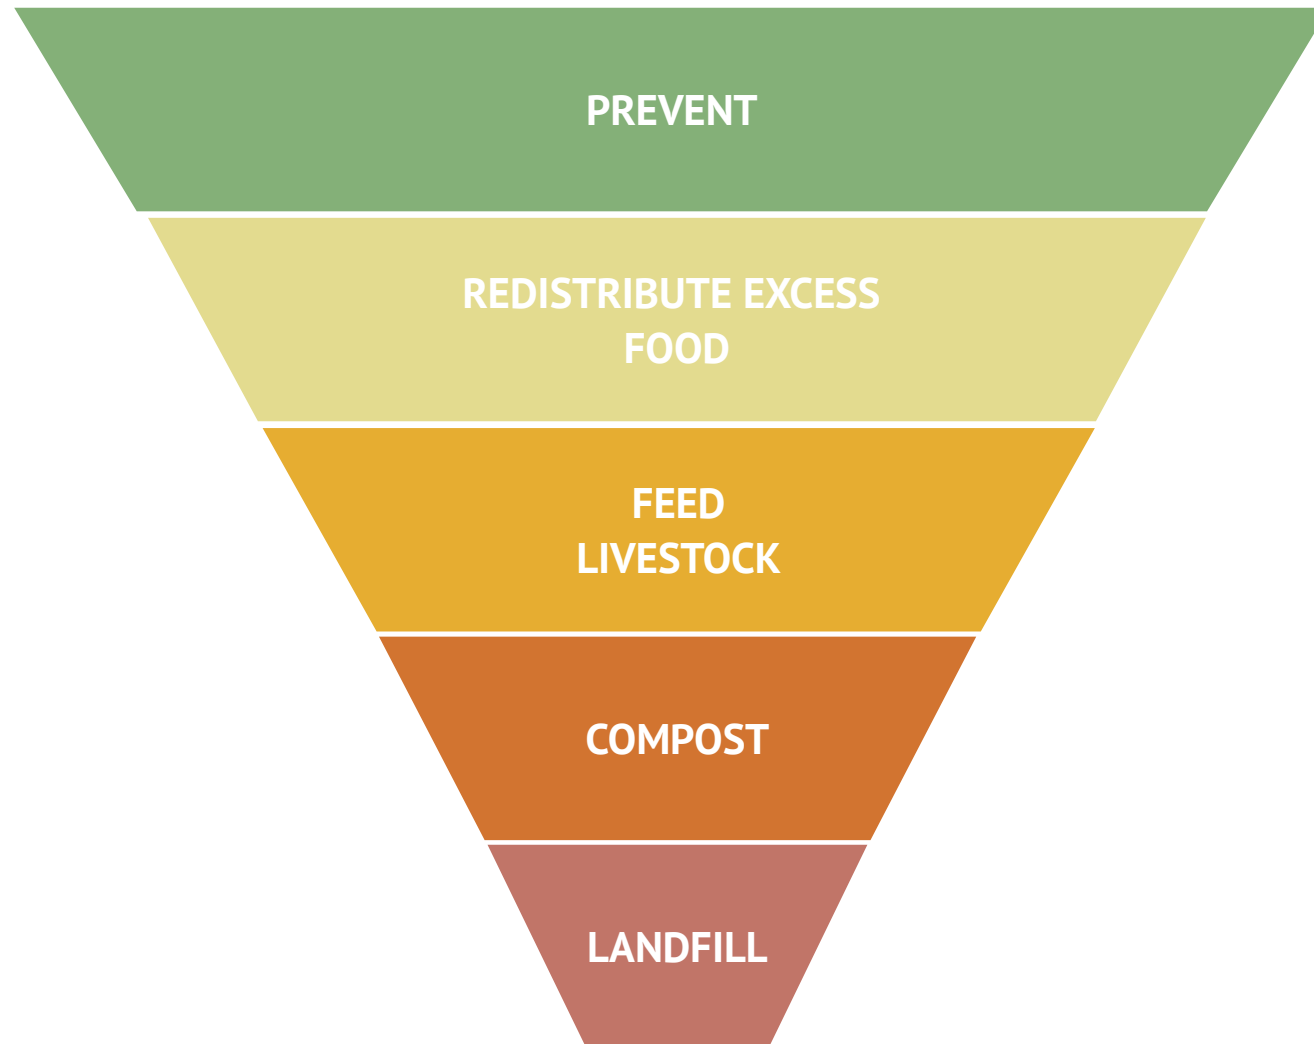 PREVENT
REDISTRIBUTE EXCESS
FOOD
FEED
LIVESTOCK
COMPOST
LANDFILL